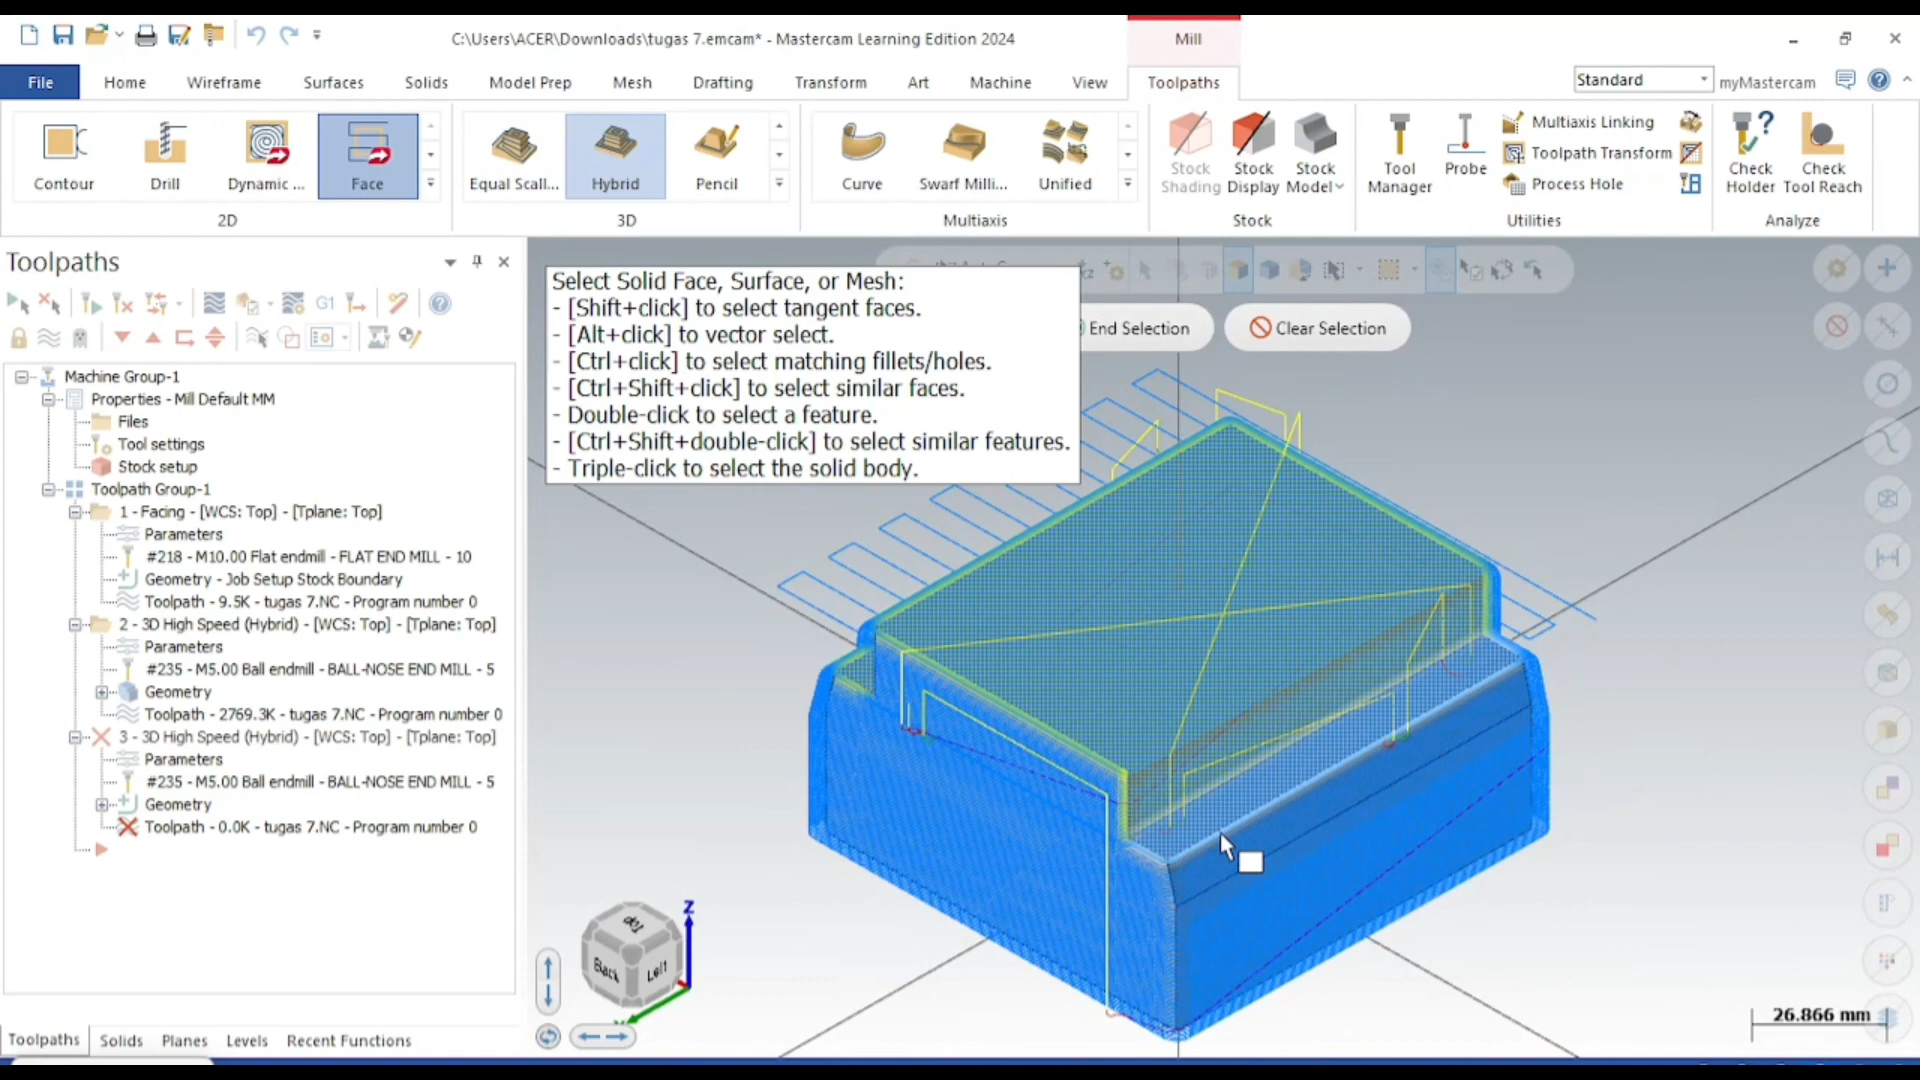 C:\Users\ACER\Downloads\tugas 7.emcam* - Mastercam Learning Edition 2024
Mill
File
Home
Wireframe
Surfaces
Solids
Model Prep
Mesh
Drafting
Transform
Art
Machine
View
Toolpaths
Standard
myMastercam
Contour
Drill
Dynamic ...
Face
2D
Equal Scall...
Hybrid
Pencil
3D
Curve
Swarf Milli...
Unified
Multiaxis
Stock Shading
Stock Display
Stock Model
Stock
Tool Manager
Probe
Multiaxis Linking
Toolpath Transform
Process Hole
Utilities
Check Holder
Check Tool Reach
Analyze
Toolpaths
G1
Machine Group-1
Properties - Mill Default MM
Files
Tool settings
Stock setup
Toolpath Group-1
1 - Facing - [WCS: Top] - [Tplane: Top]
Parameters
#218 - M10.00 Flat endmill - FLAT END MILL - 10
Geometry - Job Setup Stock Boundary
Toolpath - 9.5K - tugas 7.NC - Program number 0
2 - 3D High Speed (Hybrid) - [WCS: Top] - [Tplane: Top]
Parameters
#235 - M5.00 Ball endmill - BALL-NOSE END MILL - 5
Geometry
Toolpath - 2769.3K - tugas 7.NC - Program number 0
3 - 3D High Speed (Hybrid) - [WCS: Top] - [Tplane: Top]
Parameters
#235 - M5.00 Ball endmill - BALL-NOSE END MILL - 5
Geometry
Toolpath - 0.0K - tugas 7.NC - Program number 0
Toolpaths
Solids
Planes
Levels
Recent Functions
Select Solid Face, Surface, or Mesh:
- [Shift+click] to select tangent faces.
- [Alt+click] to vector select.
- [Ctrl+click] to select matching fillets/holes.
- [Ctrl+Shift+click] to select similar faces.
- Double-click to select a feature.
- [Ctrl+Shift+double-click] to select similar features.
- Triple-click to select the solid body.
End Selection
Clear Selection
Top
Back
Left
Z
26.866 mm